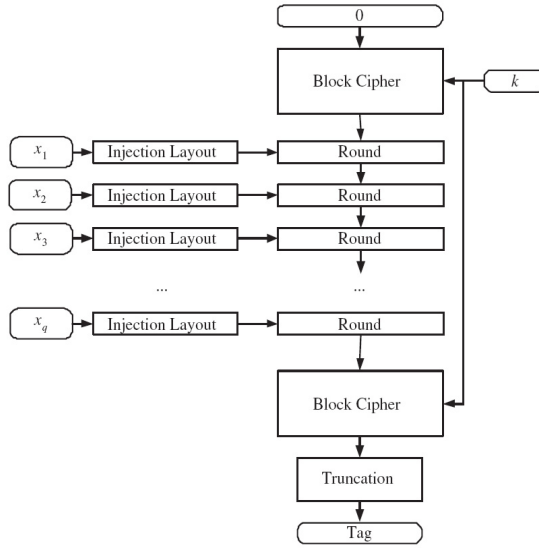 0
Block Cipher
k
x₁ Injection Layout Round
x₂ Injection Layout Round
x₃ Injection Layout Round
... ...
x_q Injection Layout Round
Block Cipher
Truncation
Tag